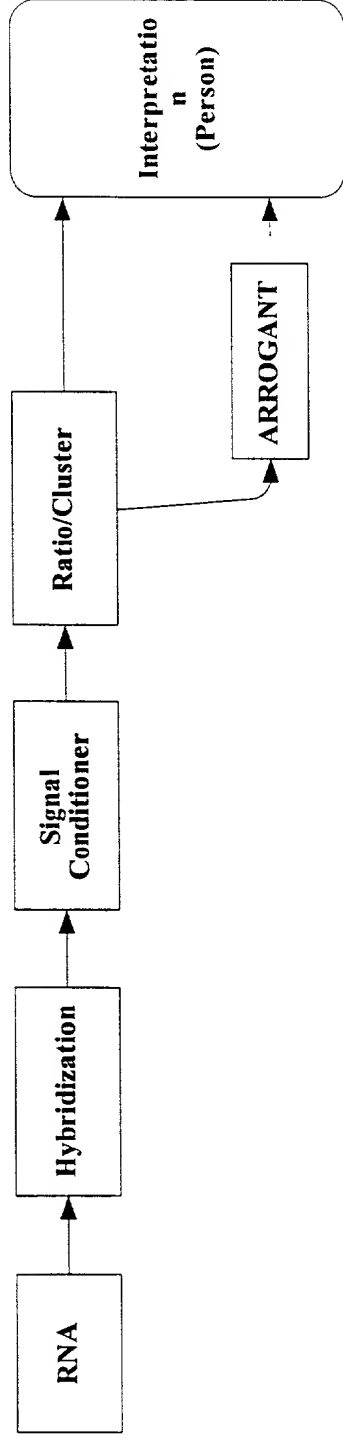 RNA
Hybridization
Signal
Conditioner
Ratio/Cluster
ARROGANT
Interpretatio
n
(Person)